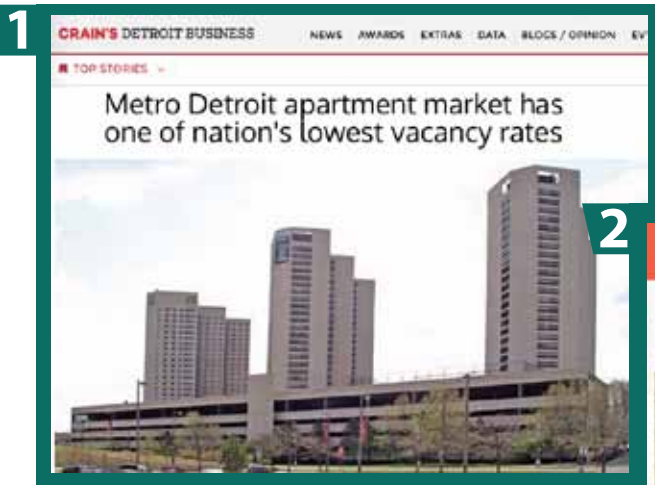 1
CRAIN'S DETROIT BUSINESS
NEWS AWARDS EXTRAS DATA BLOGS / OPINION EV
TOP STORIES
Metro Detroit apartment market has
one of nation's lowest vacancy rates
2